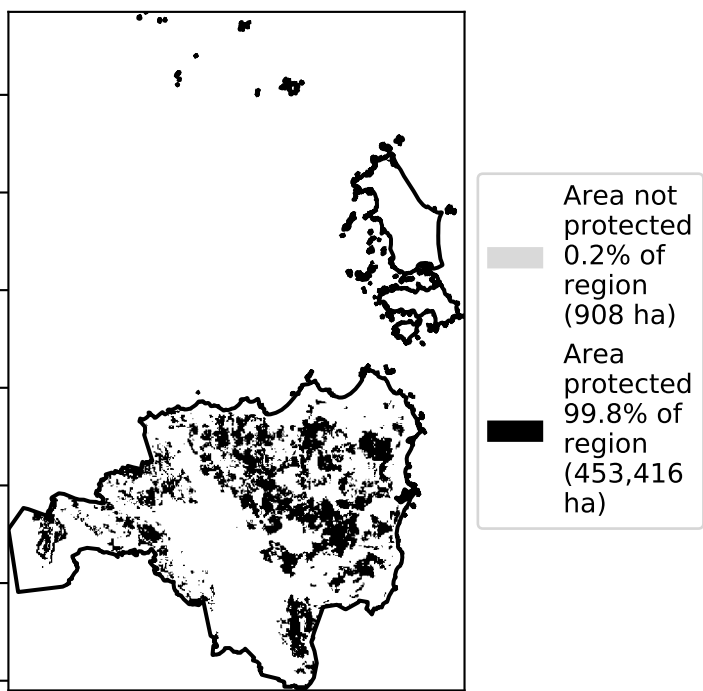 Area not
protected
0.2% of
region
(908 ha)
Area
protected
99.8% of
region
(453,416
ha)